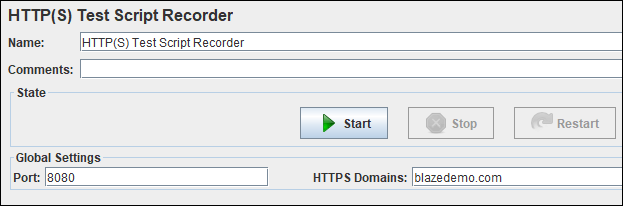 HTTP(S) Test Script Recorder
Name: HTTP(S) Test Script Recorder
Comments:
State
Start Stop Restart
Global Settings
Port: 8080 HTTPS Domains: blazedemo.com